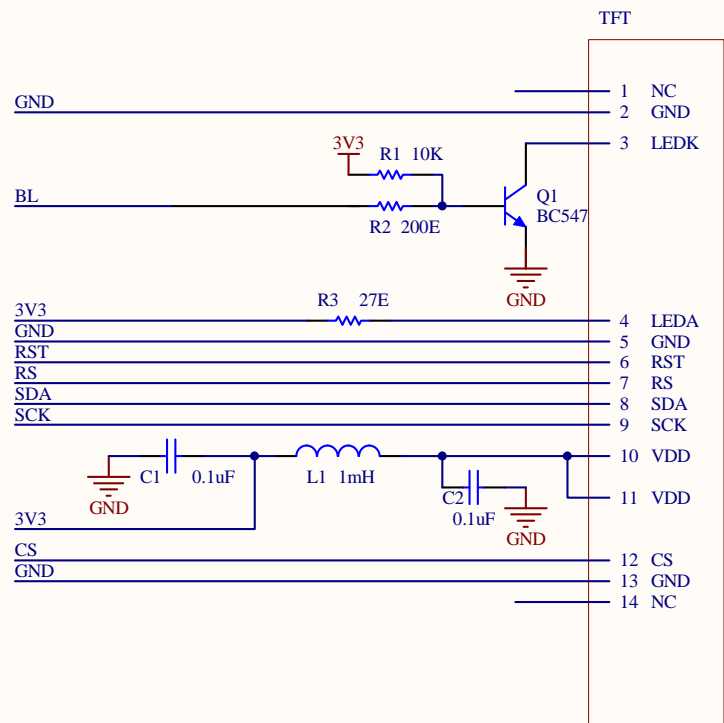 TFT
1 NC
GND
2 GND
3 LEDK
3V3
R1 10K
BL
Q1
BC547
R2 200E
GND
R3 27E
3V3
4 LEDA
GND
5 GND
RST
6 RST
RS
7 RS
SDA
8 SDA
SCK
9 SCK
10 VDD
C1 0.1uF
L1 1mH
C2
11 VDD
GND
0.1uF
3V3
GND
CS
12 CS
GND
13 GND
14 NC